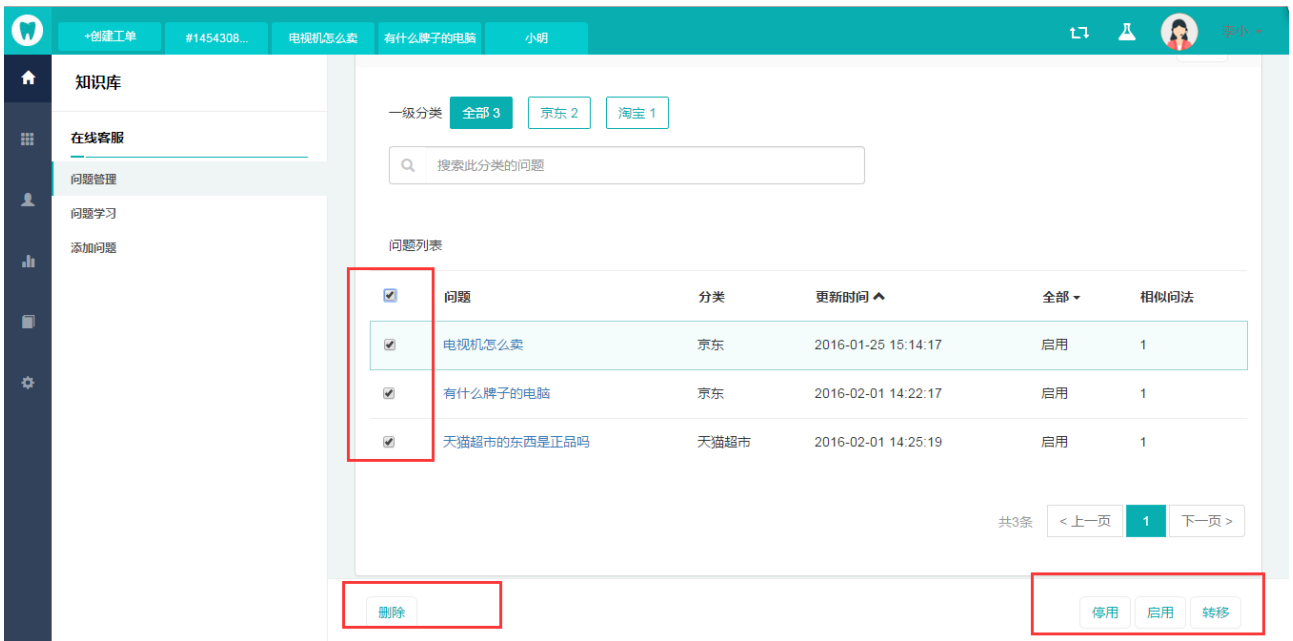 +创建工单 #1454308... 电视机怎么卖 有什么牌子的电脑 小明 李小
知识库
在线客服
问题管理
问题学习
添加问题
一级分类 全部 3 京东 2 淘宝 1
搜索此分类的问题
问题列表
问题 分类 更新时间 全部 相似问法
电视机怎么卖 京东 2016-01-25 15:14:17 启用 1
有什么牌子的电脑 京东 2016-02-01 14:22:17 启用 1
天猫超市的东西是正品吗 天猫超市 2016-02-01 14:25:19 启用 1
共3条 < 上一页 1 下一页 >
删除 停用 启用 转移